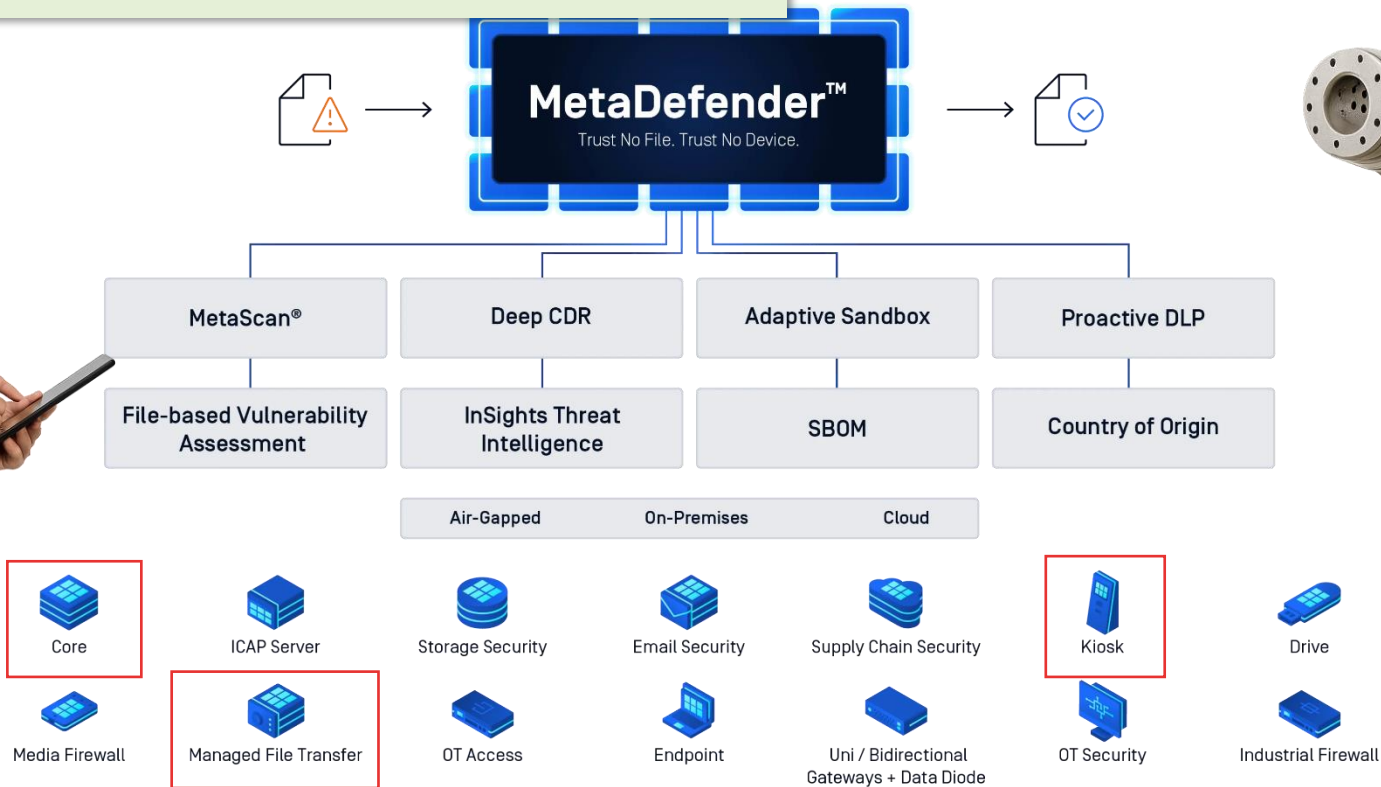 MetaDefender™
Trust No File. Trust No Device.
MetaScan®
Deep CDR
Adaptive Sandbox
Proactive DLP
File-based Vulnerability
Assessment
InSights Threat
Intelligence
SBOM
Country of Origin
Air-Gapped
On-Premises
Cloud
Core
ICAP Server
Storage Security
Email Security
Supply Chain Security
Kiosk
Drive
Media Firewall
Managed File Transfer
OT Access
Endpoint
Uni / Bidirectional
Gateways + Data Diode
OT Security
Industrial Firewall